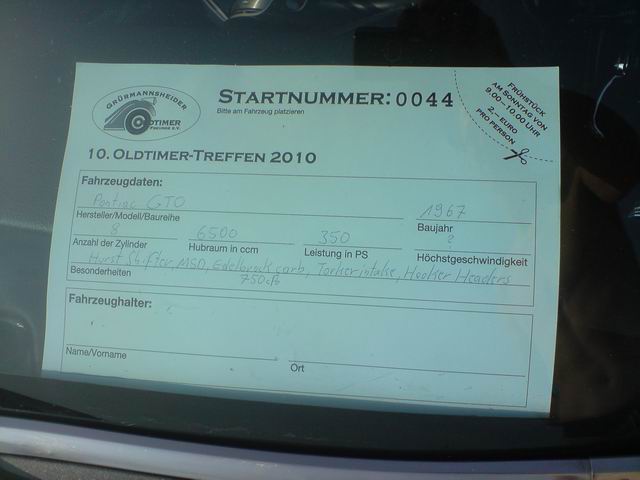 GRÜRMANNSHEIDER
OLDTIMER
FREUNDE E.V.
STARTNUMMER: 0044
Bitte am Fahrzeug platzieren
FRÜHSTÜCK
AM SONNTAG VON
9.00-10.00 UHR
2,- EURO
PRO PERSON
10. OLDTIMER-TREFFEN 2010
Fahrzeugdaten:
Pontiac GTO 1967
Hersteller/Modell/Baureihe Baujahr
8 6500 350 ?
Anzahl der Zylinder Hubraum in ccm Leistung in PS Höchstgeschwindigkeit
Hurst Shifter, MSD, Edelbrock carb, Torker intake, Hooker Headers
750cfs
Besonderheiten
Fahrzeughalter:
Name/Vorname Ort